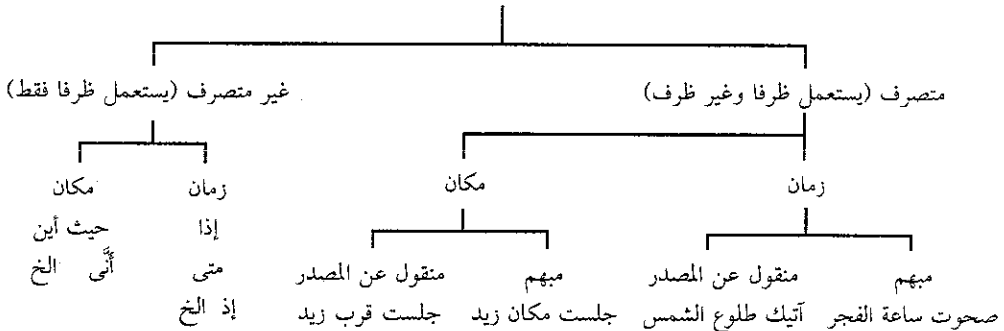 متصرف (يستعمل ظرفا وغير ظرف)
غير متصرف (يستعمل ظرفا فقط)
زمان
مكان
زمان
مكان
مبهم
منقول عن المصدر
مبهم
منقول عن المصدر
صحوت ساعة الفجر
آتيك طلوع الشمس
جلست مكان زيد
جلست قرب زيد
إذا
متى
إذ الخ
حيث أين
أَنَّى الخ